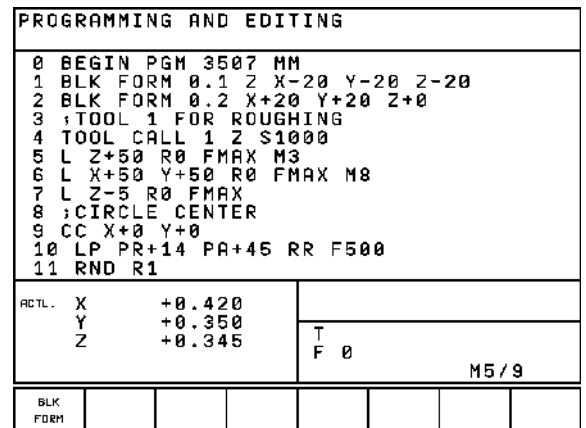 PROGRAMMING AND EDITING
0 BEGIN PGM 3507 MM
1 BLK FORM 0.1 Z X-20 Y-20 Z-20
2 BLK FORM 0.2 X+20 Y+20 Z+0
3 ;TOOL 1 FOR ROUGHING
4 TOOL CALL 1 Z S1000
5 L Z+50 R0 FMAX M3
6 L X+50 Y+50 R0 FMAX M8
7 L Z-5 R0 FMAX
8 ;CIRCLE CENTER
9 CC X+0 Y+0
10 LP PR+14 PA+45 RR F500
11 RND R1
ACTL. X +0.420
Y +0.350
Z +0.345
T
F 0
M5/9
BLK
FORM